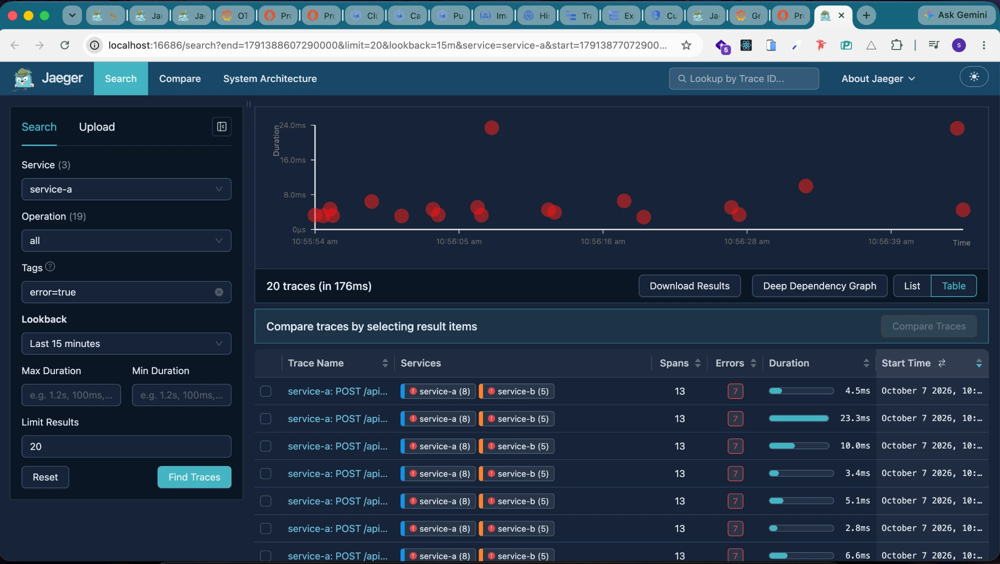 Ja
Ja
OT
Pro
Pro
Clu
Ca
Pu
Im
His
Tra
Ex
Cu
Ja
Gr
Pro
Ask Gemini
localhost:16686/search?end=1791388607290000&limit=20&lookback=15m&service=service-a&start=17913877072900...
5
S
Jaeger
Search
Compare
System Architecture
Lookup by Trace ID...
About Jaeger
Search
Upload
Service (3)
service-a
Operation (19)
all
Tags
error=true
Lookback
Last 15 minutes
Max Duration
Min Duration
e.g. 1.2s, 100ms,...
e.g. 1.2s, 100ms,...
Limit Results
20
Reset
Find Traces
Duration
24.0ms
16.0ms
8.0ms
0μs
10:55:54 am
10:56:05 am
10:56:16 am
10:56:28 am
10:56:39 am
Time
20 traces (in 176ms)
Download Results
Deep Dependency Graph
List
Table
Compare traces by selecting result items
Compare Traces
Trace Name
Services
Spans
Errors
Duration
Start Time
service-a: POST /api... service-a (8) service-b (5) 13 7 4.5ms October 7 2026, 10:...
service-a: POST /api... service-a (8) service-b (5) 13 7 23.3ms October 7 2026, 10:...
service-a: POST /api... service-a (8) service-b (5) 13 7 10.0ms October 7 2026, 10:...
service-a: POST /api... service-a (8) service-b (5) 13 7 3.4ms October 7 2026, 10:...
service-a: POST /api... service-a (8) service-b (5) 13 7 5.1ms October 7 2026, 10:...
service-a: POST /api... service-a (8) service-b (5) 13 7 2.8ms October 7 2026, 10:...
service-a: POST /api... service-a (8) service-b (5) 13 7 6.6ms October 7 2026, 10:...